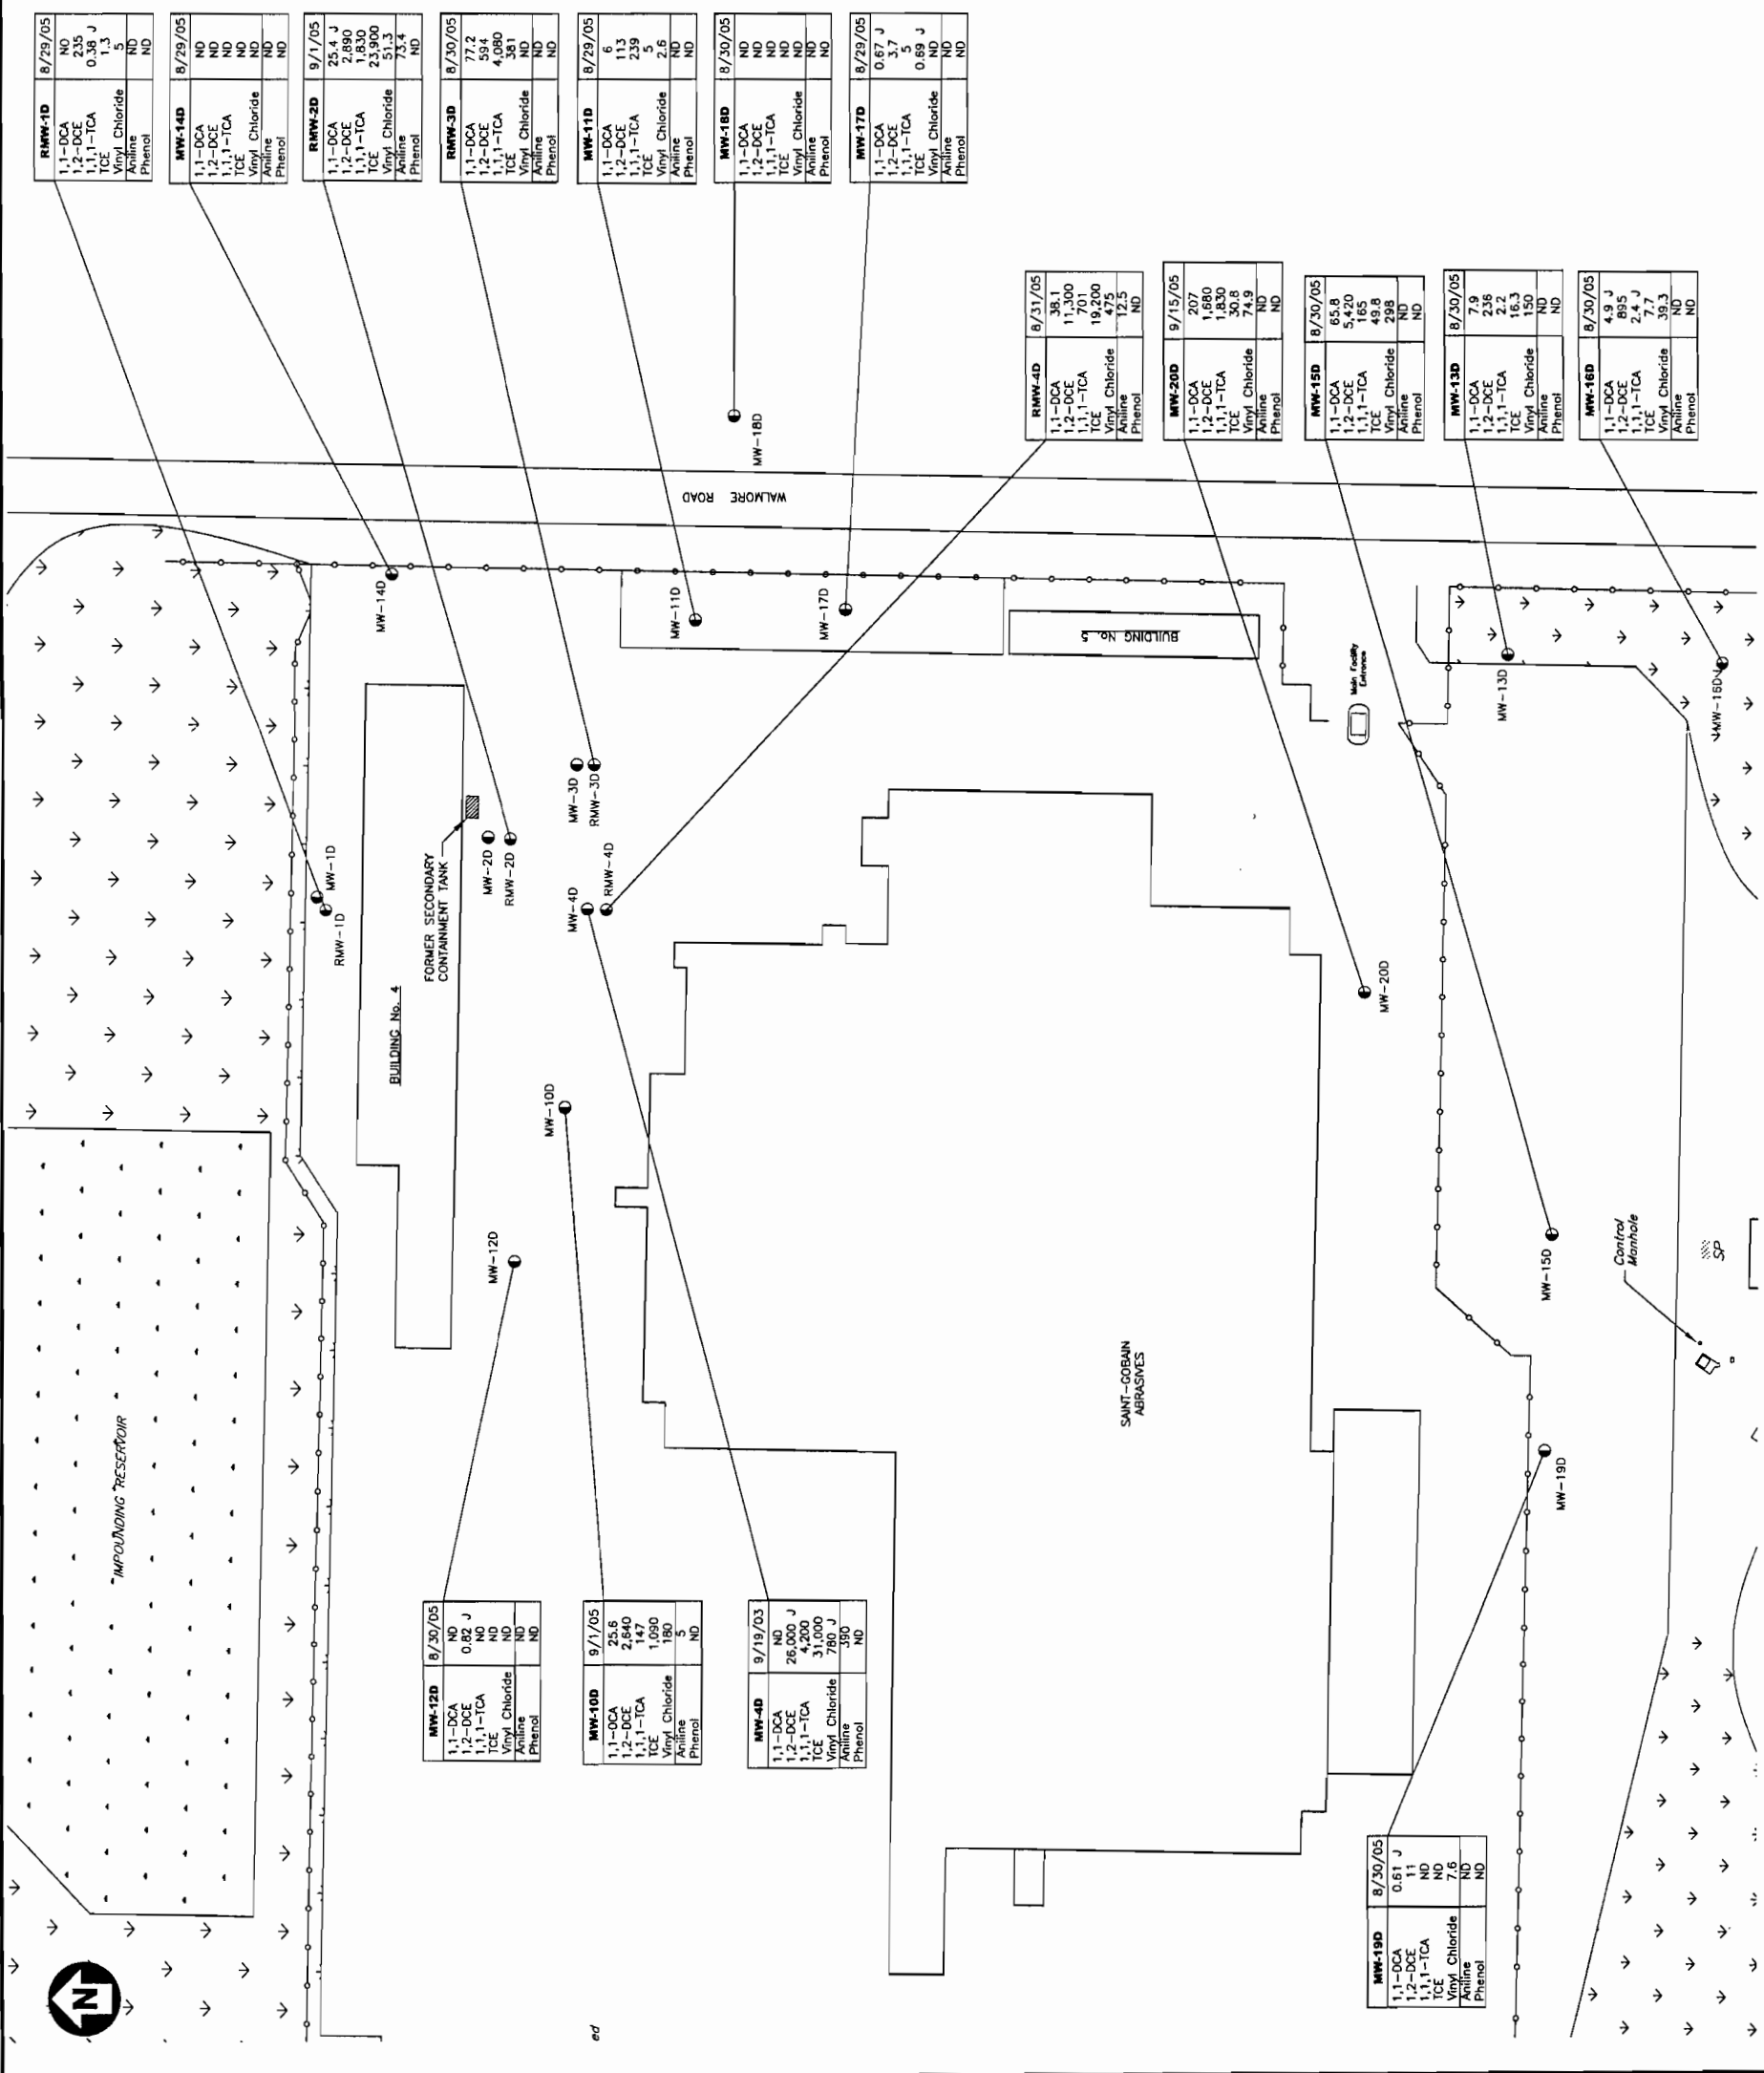 RMW-1D 8/29/05
1,1-DCA NO
1,2-DCE 235
1,1,1-TCA 0.38 J
TCE 1.3
Vinyl Chloride 5
Aniline ND
Phenol ND
MW-14D 8/29/05
1,1-DCA ND
1,2-DCE ND
1,1,1-TCA ND
TCE ND
Vinyl Chloride ND
Aniline ND
Phenol ND
RMW-2D 9/1/05
1,1-DCA 25.4 J
1,2-DCE 2,890
1,1,1-TCA 1,830
TCE 23,900
Vinyl Chloride 51.3
Aniline 73.4
Phenol ND
RMW-3D 8/30/05
1,1-DCA 77.2
1,2-DCE 594
1,1,1-TCA 4,080
TCE 381
Vinyl Chloride ND
Aniline ND
Phenol ND
MW-11D 8/29/05
1,1-DCA 6
1,2-DCE 113
1,1,1-TCA 239
TCE 5
Vinyl Chloride 2.6
Aniline ND
Phenol ND
MW-18D 8/30/05
1,1-DCA ND
1,2-DCE ND
1,1,1-TCA ND
TCE ND
Vinyl Chloride ND
Aniline ND
Phenol ND
MW-17D 8/29/05
1,1-DCA 0.67 J
1,2-DCE 3.7
1,1,1-TCA 5
TCE 0.69 J
Vinyl Chloride ND
Aniline ND
Phenol ND
RMW-4D 8/31/05
1,1-DCA 38.1
1,2-DCE 11,300
1,1,1-TCA 701
TCE 19,200
Vinyl Chloride 475
Aniline 12.5
Phenol ND
MW-20D 9/15/05
1,1-DCA 207
1,2-DCE 1,680
1,1,1-TCA 1,830
TCE 30.8
Vinyl Chloride 74.9
Aniline ND
Phenol ND
MW-15D 8/30/05
1,1-DCA 65.8
1,2-DCE 5,420
1,1,1-TCA 165
TCE 49.8
Vinyl Chloride 298
Aniline ND
Phenol ND
MW-13D 8/30/05
1,1-DCA 7.9
1,2-DCE 236
1,1,1-TCA 2.2
TCE 16.3
Vinyl Chloride 150
Aniline ND
Phenol ND
MW-16D 8/30/05
1,1-DCA 4.9 J
1,2-DCE 895
1,1,1-TCA 2.4 J
TCE 7.7
Vinyl Chloride 39.3
Aniline ND
Phenol ND
MW-18D
WALMORE ROAD
MW-14D
MW-11D
MW-17D
BUILDING No. 5
Main Facility
Entrance
MW-13D
MW-16D
MW-3D
RMW-3D
MW-2D
RMW-2D
FORMER SECONDARY
CONTAINMENT TANK
MW-1D
RMW-1D
MW-4D
RMW-4D
BUILDING No. 4
MW-20D
MW-10D
MW-12D
MW-15D
Control
Manhole
SP
SAINT-GOBAIN
ABRASIVES
MW-19D
IMPOUNDING RESERVOIR
MW-12D 8/30/05
1,1-DCA ND
1,2-DCE 0.82 J
1,1,1-TCA NO
TCE ND
Vinyl Chloride ND
Aniline ND
Phenol ND
MW-10D 9/1/05
1,1-DCA 25.6
1,2-DCE 2,640
1,1,1-TCA 147
TCE 1,090
Vinyl Chloride 180
Aniline 5
Phenol ND
MW-4D 9/19/03
1,1-DCA ND
1,2-DCE 26,000 J
1,1,1-TCA 4,200
TCE 31,000
Vinyl Chloride 780 J
Aniline 390
Phenol ND
MW-19D 8/30/05
1,1-DCA 0.61 J
1,2-DCE 11
1,1,1-TCA ND
TCE ND
Vinyl Chloride 7.6
Aniline ND
Phenol ND
N
ed